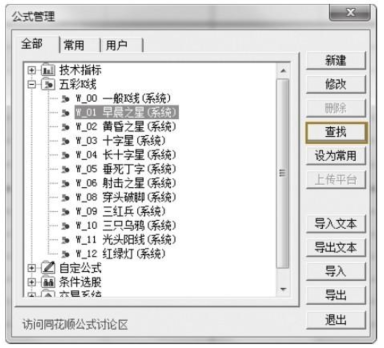 公式管理
全部 常用 用户
技术指标
五彩K线
W_00 一般K线(系统)
W_01 早晨之星(系统)
W_02 黄昏之星(系统)
W_03 十字星(系统)
W_04 长十字星(系统)
W_05 垂死丁字(系统)
W_06 射击之星(系统)
W_08 穿头破脚(系统)
W_09 三红兵(系统)
W_10 三只乌鸦(系统)
W_11 光头阳线(系统)
W_12 红绿灯(系统)
自定公式
条件选股
交易系统
新建
修改
删除
查找
设为常用
上传平台
导入文本
导出文本
导入
导出
退出
访问同花顺公式讨论区